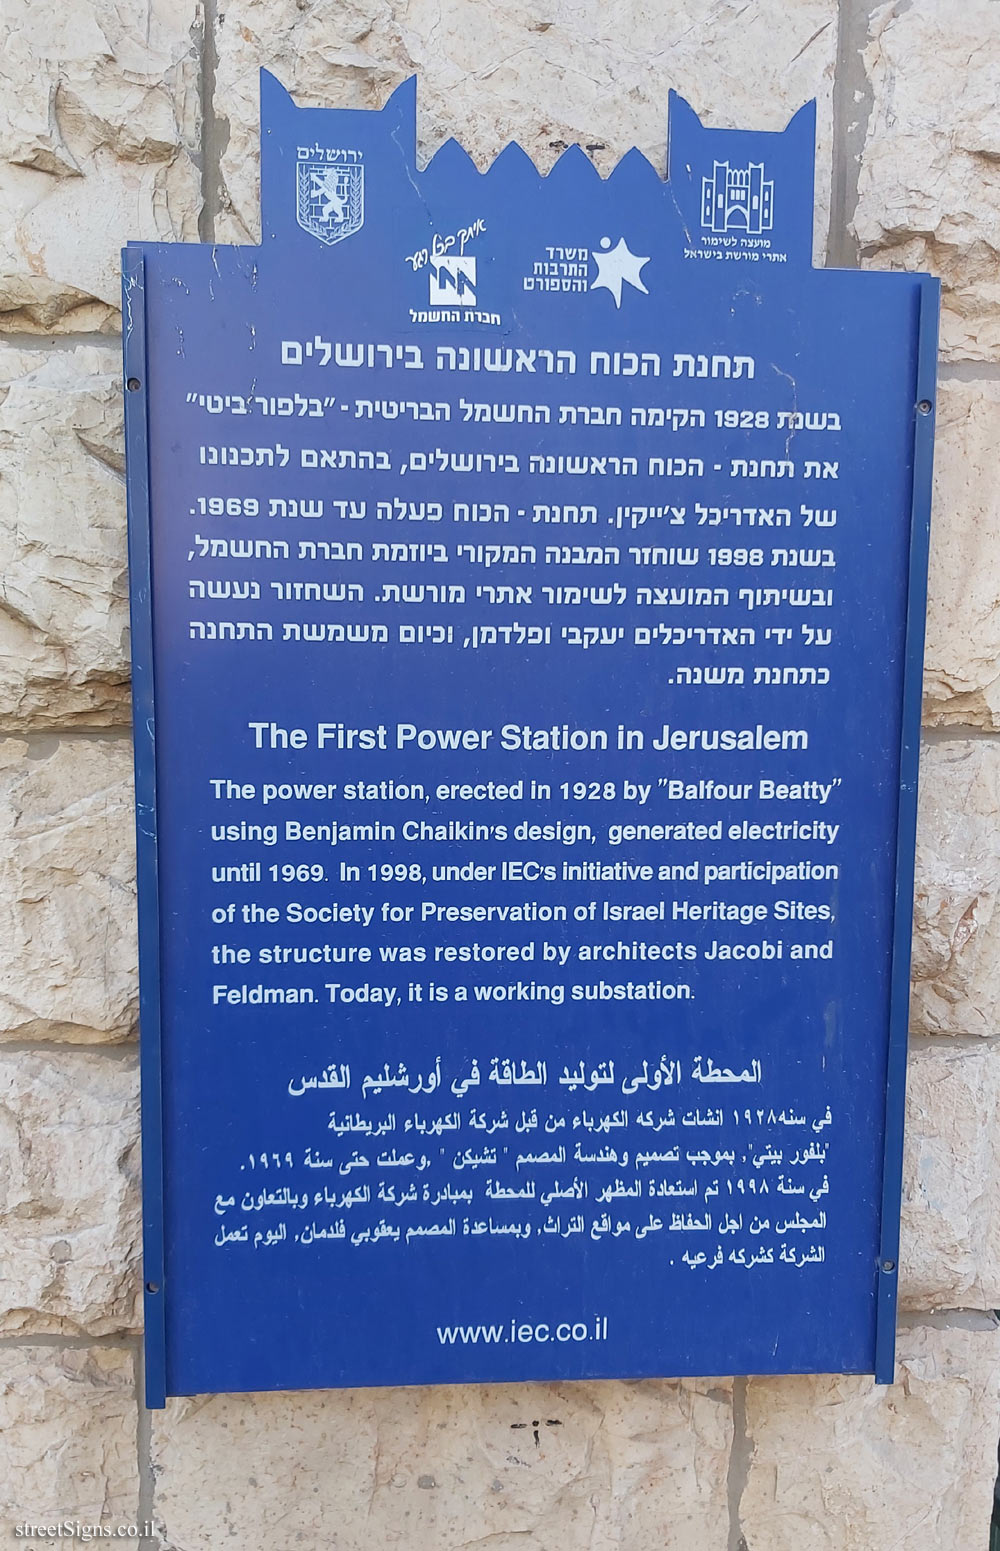 ירושלים
מועצה לשימור
אתרי מורשת בישראל
איתך בכל רגע
חברת החשמל
משרד
התרבות
והספורט
תחנת הכוח הראשונה בירושלים
בשנת 1928 הקימה חברת החשמל הבריטית - "בלפור ביטי"
את תחנת - הכוח הראשונה בירושלים, בהתאם לתכנונו
של האדריכל צ'ייקין. תחנת - הכוח פעלה עד שנת 1969.
בשנת 1998 שוחזר המבנה המקורי ביוזמת חברת החשמל,
ובשיתוף המועצה לשימור אתרי מורשת. השחזור נעשה
על ידי האדריכלים יעקבי ופלדמן, וכיום משמשת התחנה
כתחנת משנה.
The First Power Station in Jerusalem
The power station, erected in 1928 by "Balfour Beatty"
using Benjamin Chaikin's design, generated electricity
until 1969. In 1998, under IEC's initiative and participation
of the Society for Preservation of Israel Heritage Sites,
the structure was restored by architects Jacobi and
Feldman. Today, it is a working substation.
المحطة الأولى لتوليد الطاقة في أورشليم القدس
في سنه ١٩٢٨ انشات شركه الكهرباء من قبل شركة الكهرباء البريطانية
"بلفور بيتي", بموجب تصميم وهندسة المصمم " تشيكن " ,وعملت حتى سنة ١٩٦٩.
في سنة ١٩٩٨ تم استعادة المظهر الأصلي للمحطة بمبادرة شركة الكهرباء وبالتعاون مع
المجلس من اجل الحفاظ على مواقع التراث, وبمساعدة المصمم يعقوبي فلدمان, اليوم تعمل
الشركة كشركه فرعيه .
www.iec.co.il
streetSigns.co.il